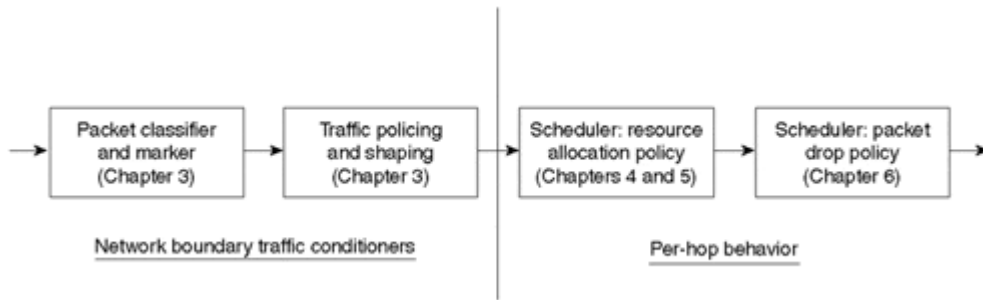 Packet classifier
and marker
(Chapter 3)
Traffic policing
and shaping
(Chapter 3)
Scheduler: resource
allocation policy
(Chapters 4 and 5)
Scheduler: packet
drop policy
(Chapter 6)
Network boundary traffic conditioners
Per-hop behavior